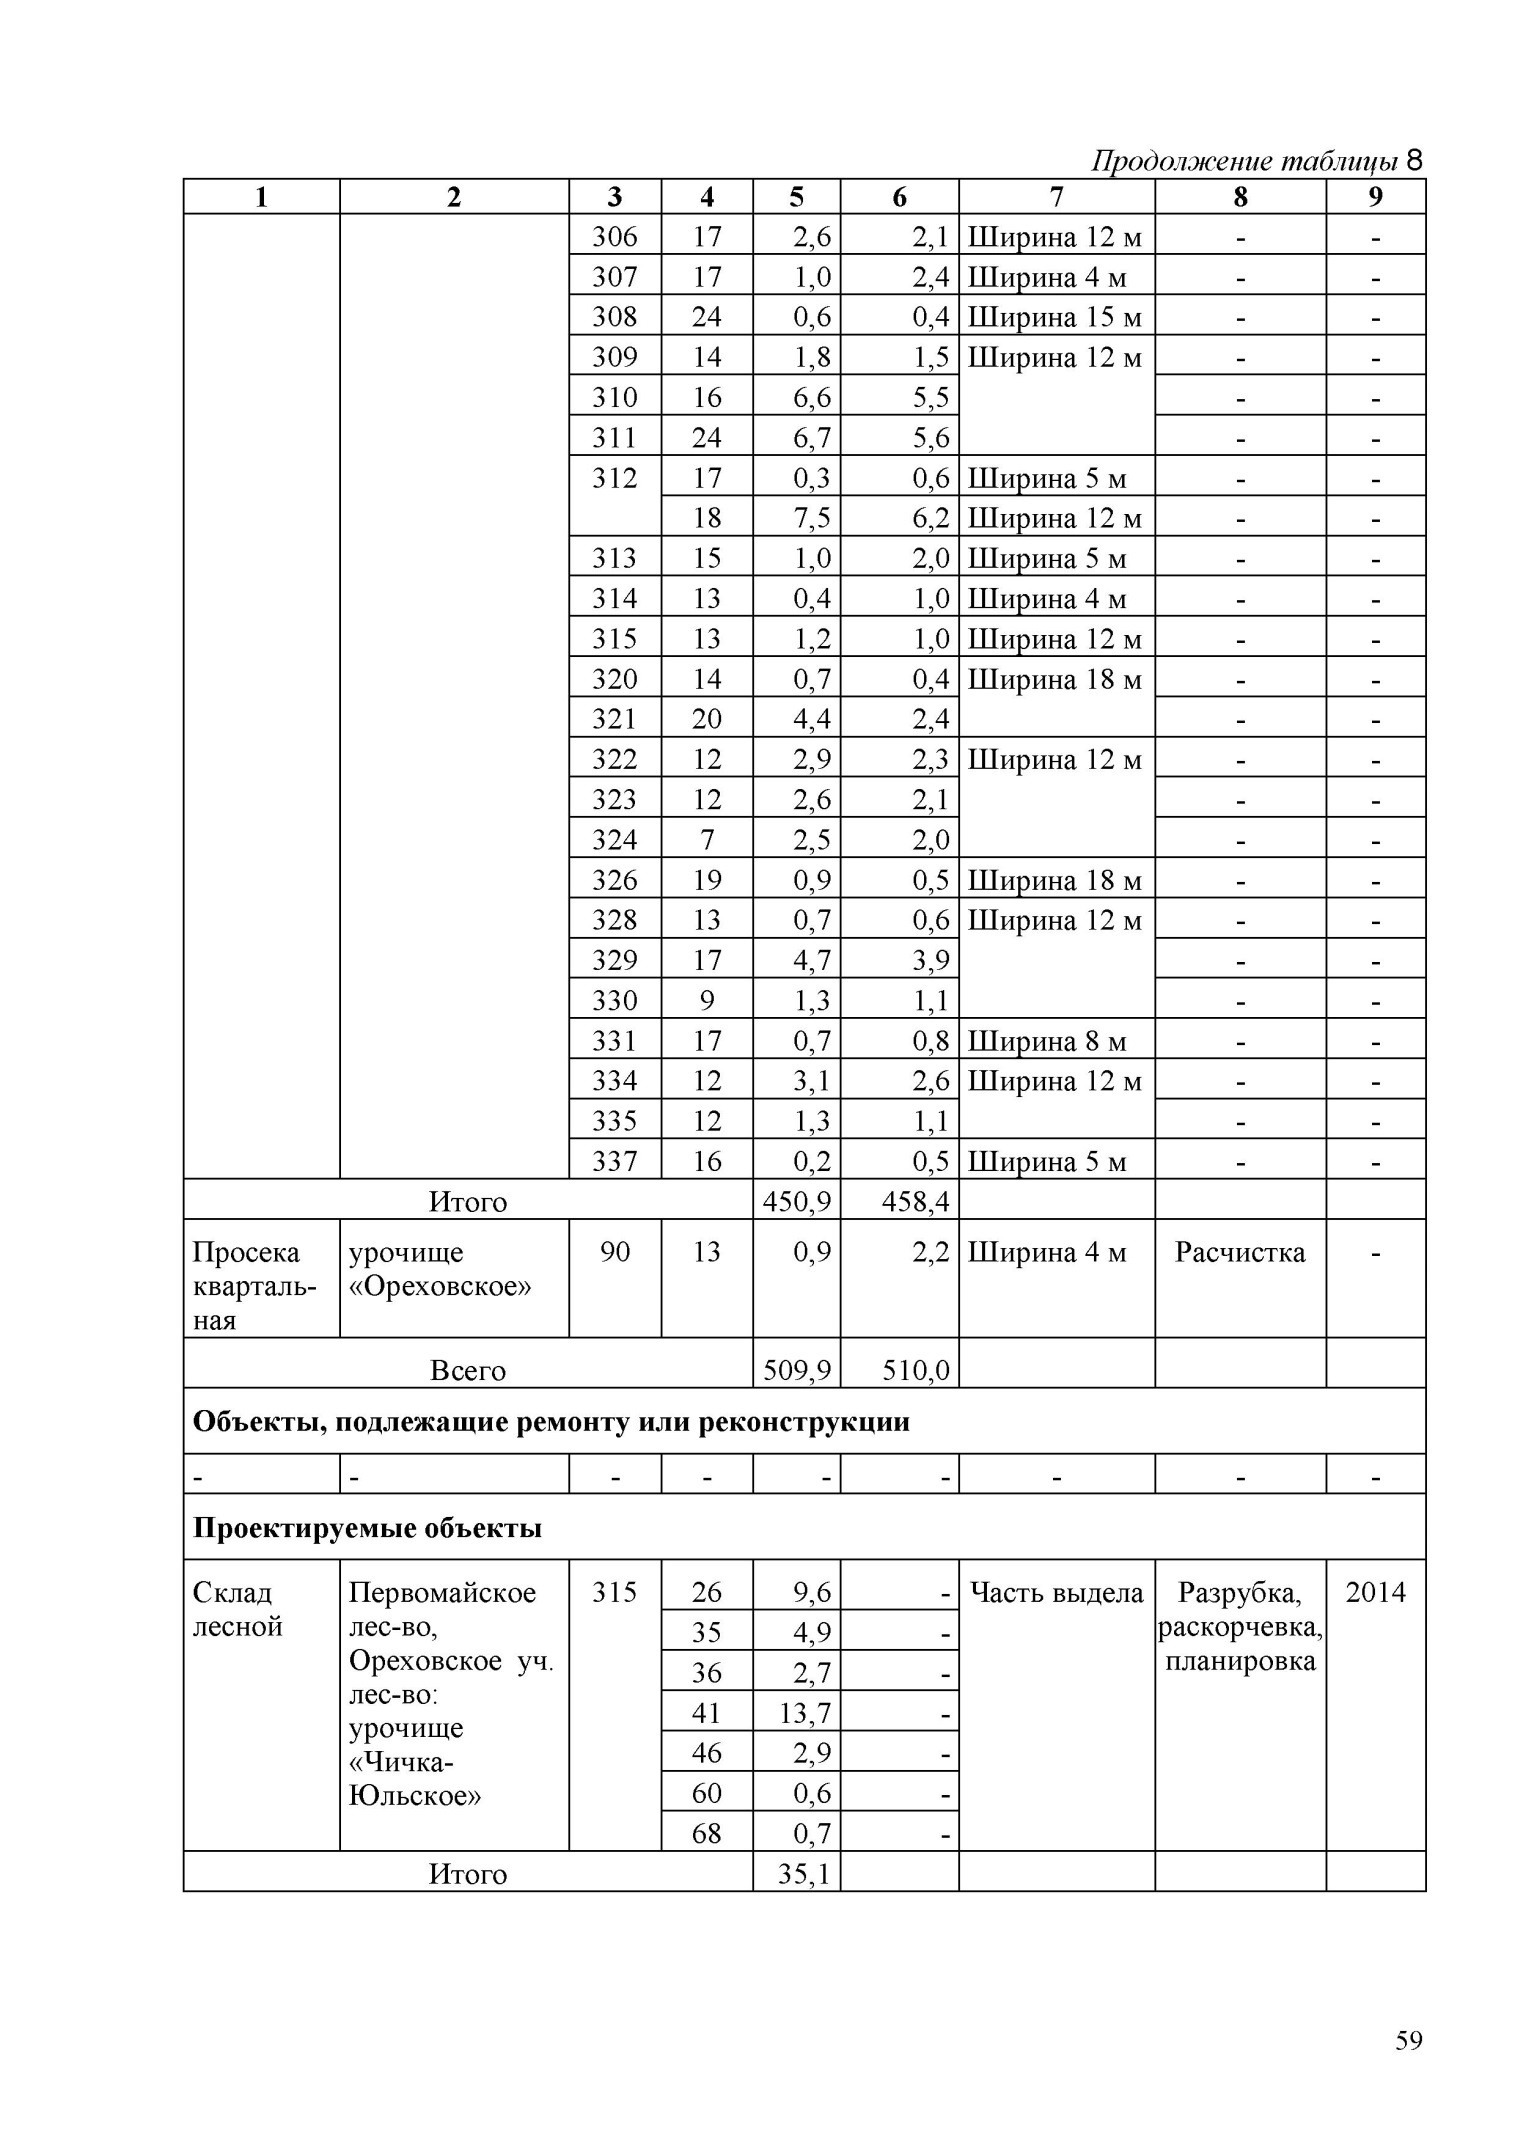 Продолжение таблицы 8
1 2 3 4 5 6 7 8 9
306 17 2,6 2,1 Ширина 12 м - -
307 17 1,0 2,4 Ширина 4 м - -
308 24 0,6 0,4 Ширина 15 м - -
309 14 1,8 1,5 Ширина 12 м - -
310 16 6,6 5,5 - -
311 24 6,7 5,6 - -
312 17 0,3 0,6 Ширина 5 м - -
18 7,5 6,2 Ширина 12 м - -
313 15 1,0 2,0 Ширина 5 м - -
314 13 0,4 1,0 Ширина 4 м - -
315 13 1,2 1,0 Ширина 12 м - -
320 14 0,7 0,4 Ширина 18 м - -
321 20 4,4 2,4 - -
322 12 2,9 2,3 Ширина 12 м - -
323 12 2,6 2,1 - -
324 7 2,5 2,0 - -
326 19 0,9 0,5 Ширина 18 м - -
328 13 0,7 0,6 Ширина 12 м - -
329 17 4,7 3,9 - -
330 9 1,3 1,1 - -
331 17 0,7 0,8 Ширина 8 м - -
334 12 3,1 2,6 Ширина 12 м - -
335 12 1,3 1,1 - -
337 16 0,2 0,5 Ширина 5 м - -
Итого 450,9 458,4
Просека урочище 90 13 0,9 2,2 Ширина 4 м Расчистка -
кварталь- «Ореховское»
ная
Всего 509,9 510,0
Объекты, подлежащие ремонту или реконструкции
- - - - - - - - -
Проектируемые объекты
Склад Первомайское 315 26 9,6 - Часть выдела Разрубка, 2014
лесной лес-во, 35 4,9 - раскорчевка,
Ореховское уч. 36 2,7 - планировка
лес-во: 41 13,7 -
урочище 46 2,9 -
«Чичка- 60 0,6 -
Юльское» 68 0,7 -
Итого 35,1
59